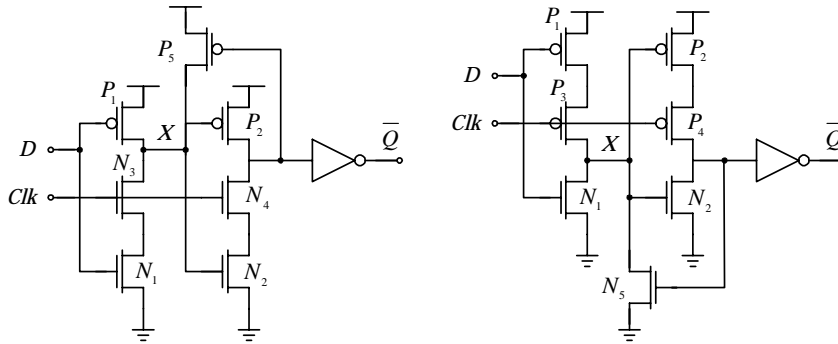 P₅
P₁
X
P₂
D
N₃
Clk
N₄
N₁
N₂
Q̅
P₁
P₂
D
P₃
Clk
P₄
X
N₁
N₂
N₅
Q̅